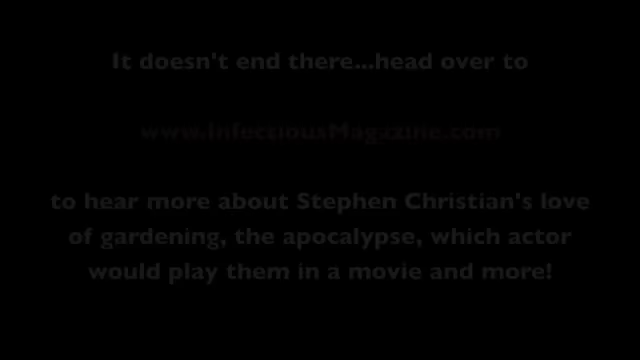 It doesn't end there...head over to
www.InfectiousMagazine.com
to hear more about Stephen Christian's love
of gardening, the apocalypse, which actor
would play them in a movie and more!